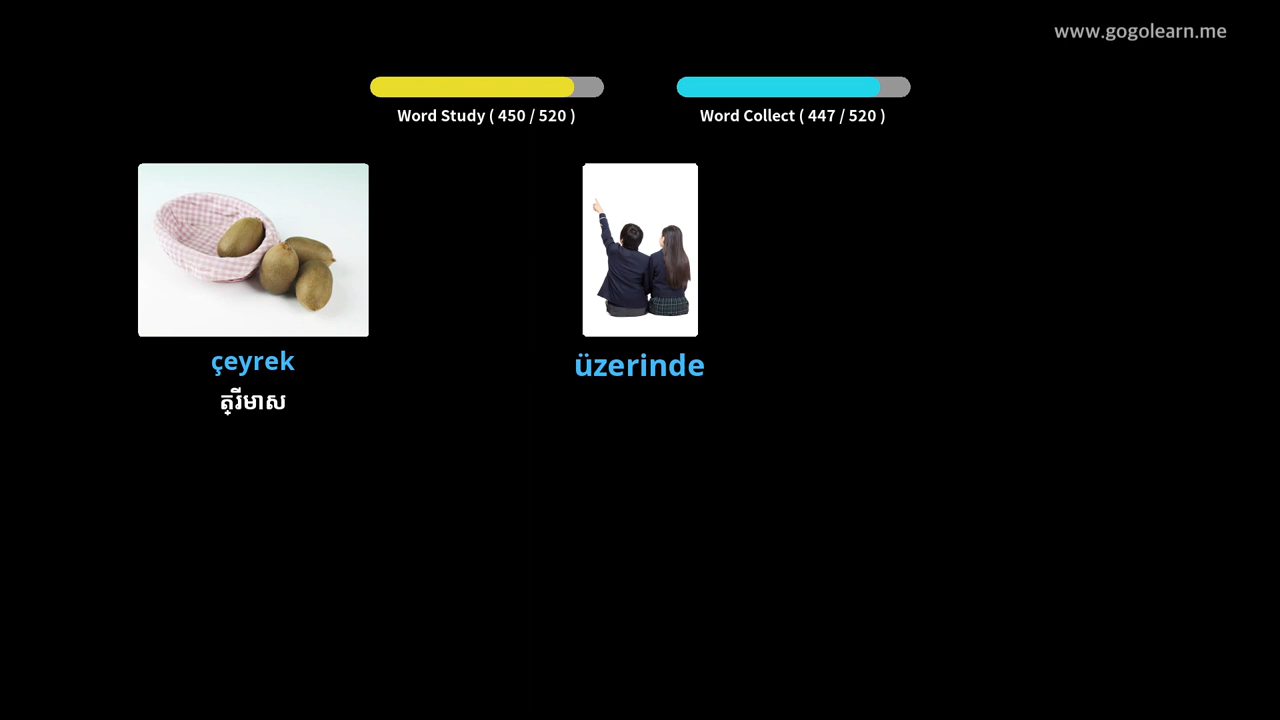 www.gogolearn.me
Word Study ( 450 / 520 )
Word Collect ( 447 / 520 )
çeyrek
ត្រីមាស
üzerinde